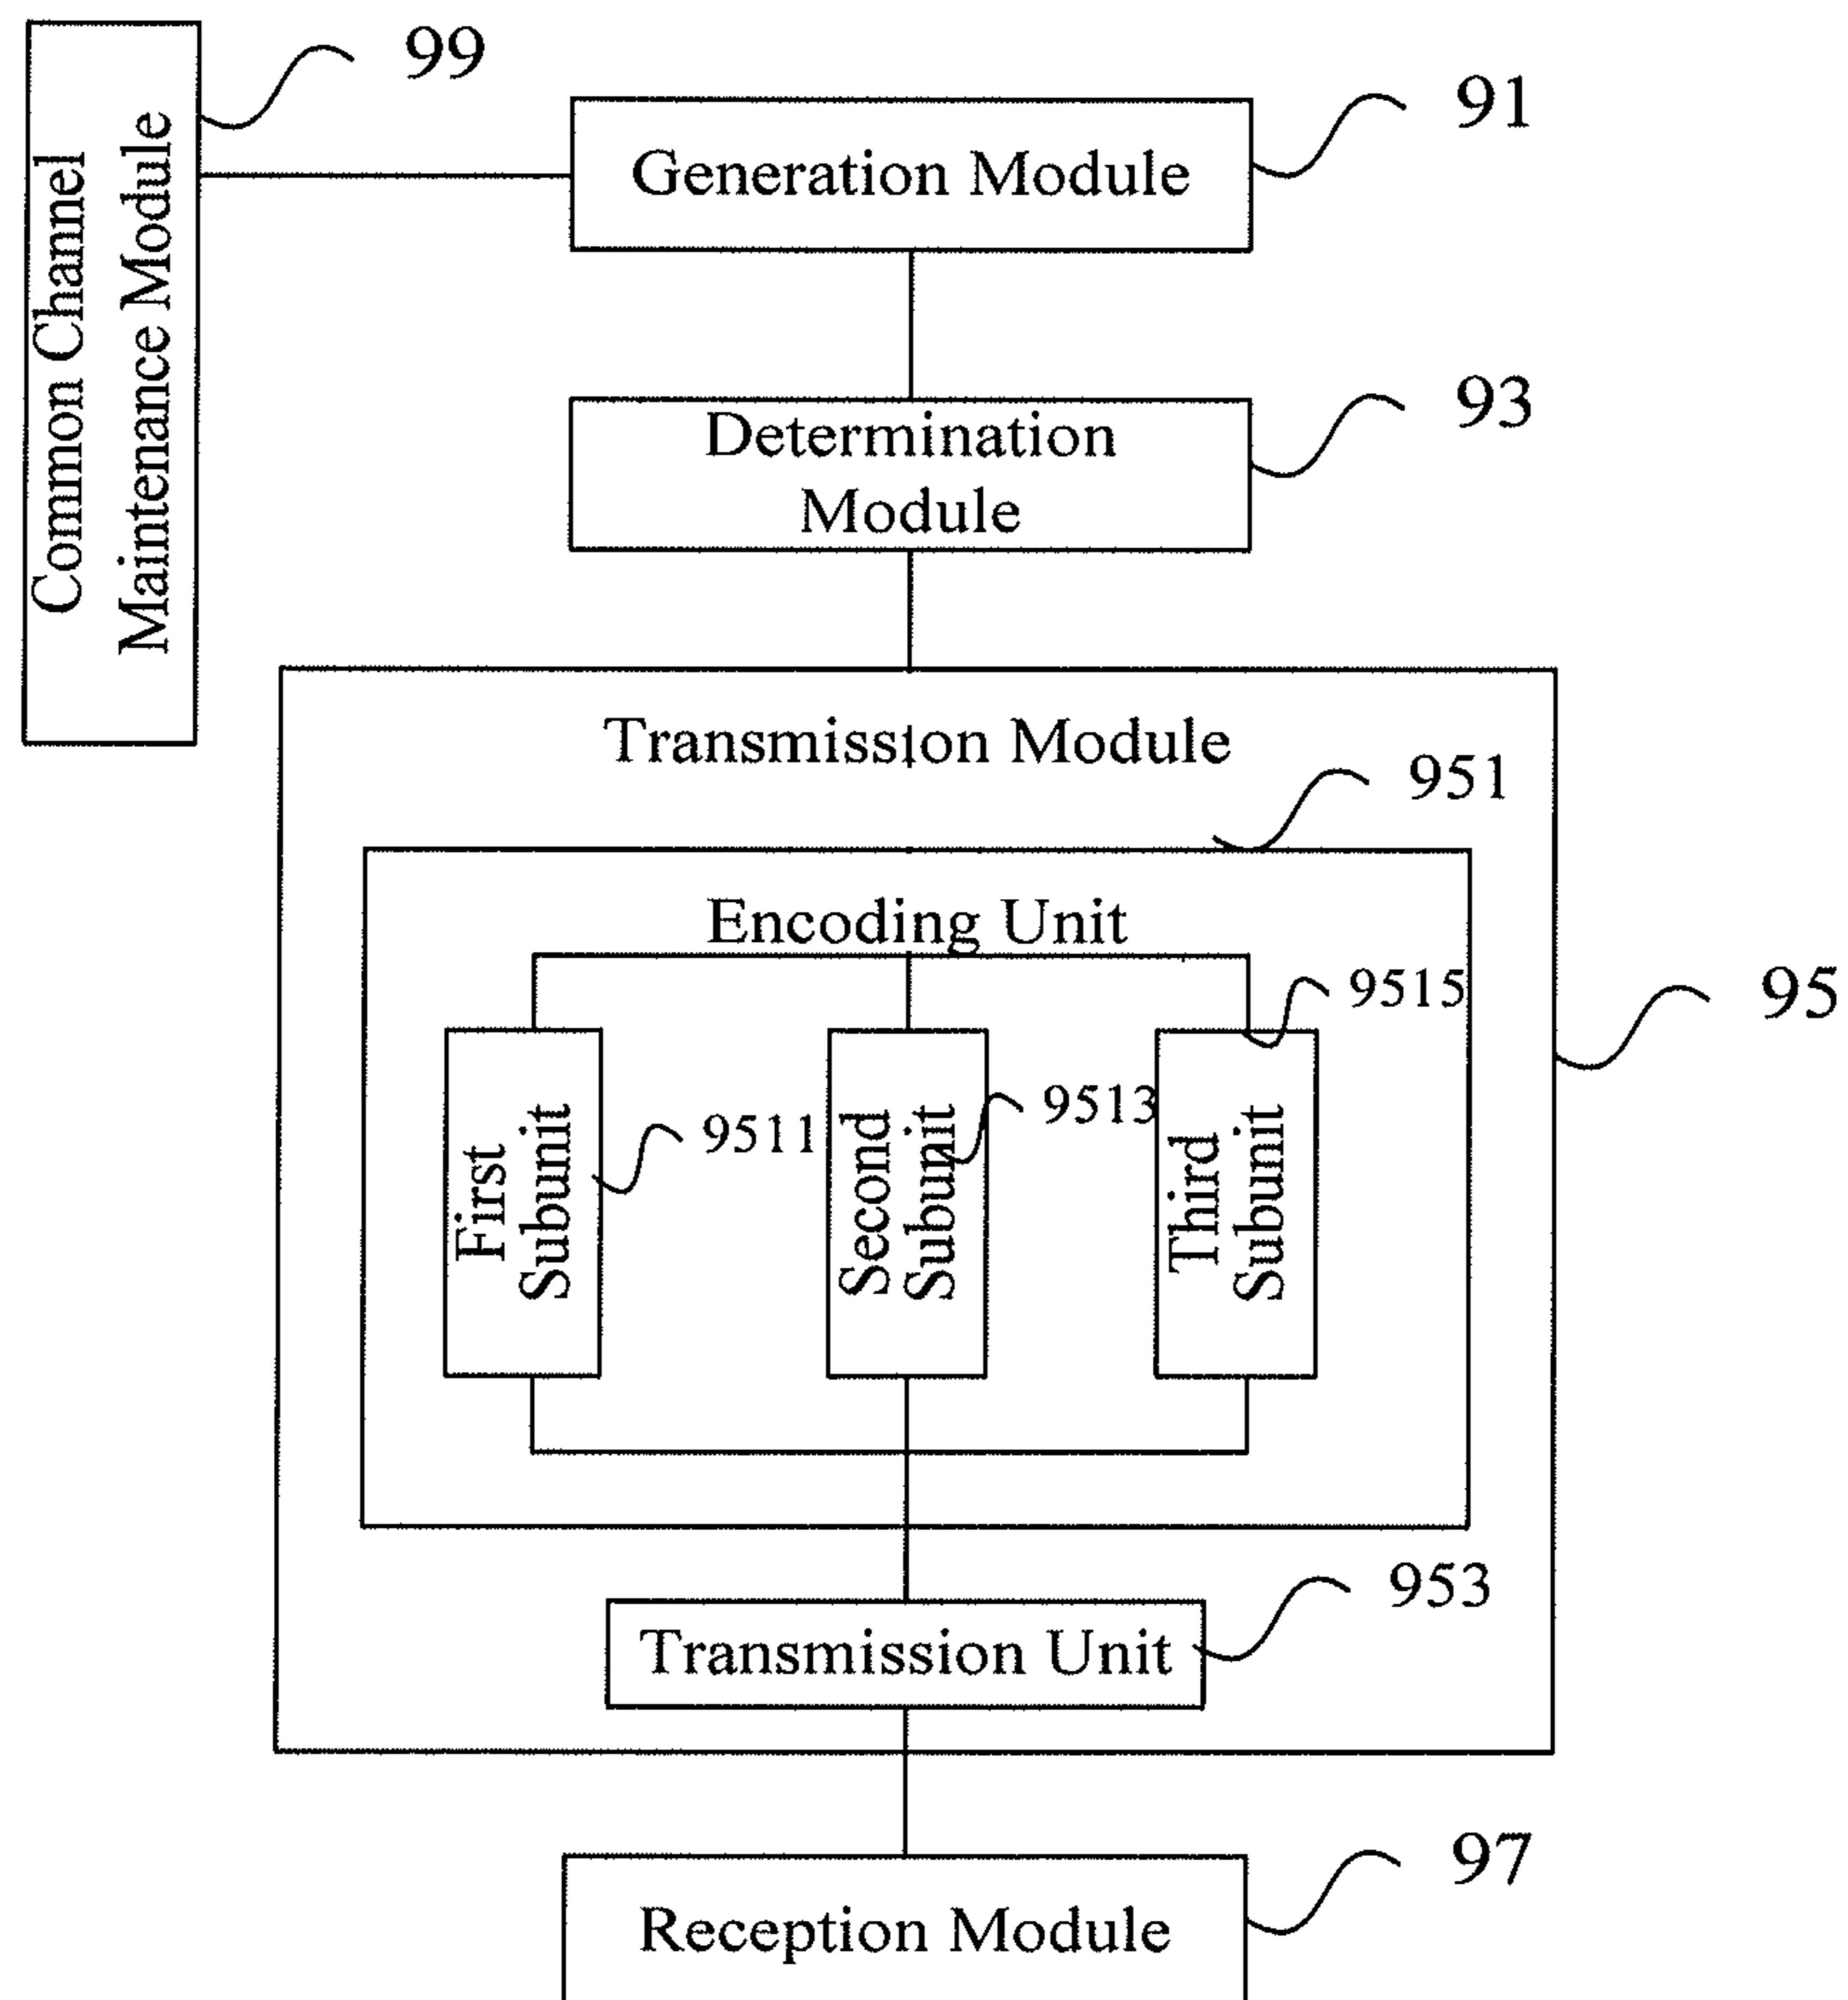 99
Common Channel
Maintenance Module
91
Generation Module
93
Determination
Module
Transmission Module
951
Encoding Unit
95
9515
9511
9513
First
Subunit
Second
Subunit
Third
Subunit
953
Transmission Unit
97
Reception Module